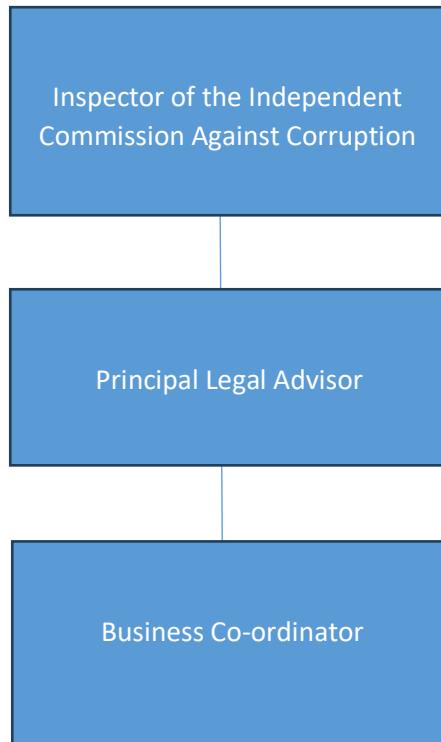 Inspector of the Independent
Commission Against Corruption
Principal Legal Advisor
Business Co-ordinator